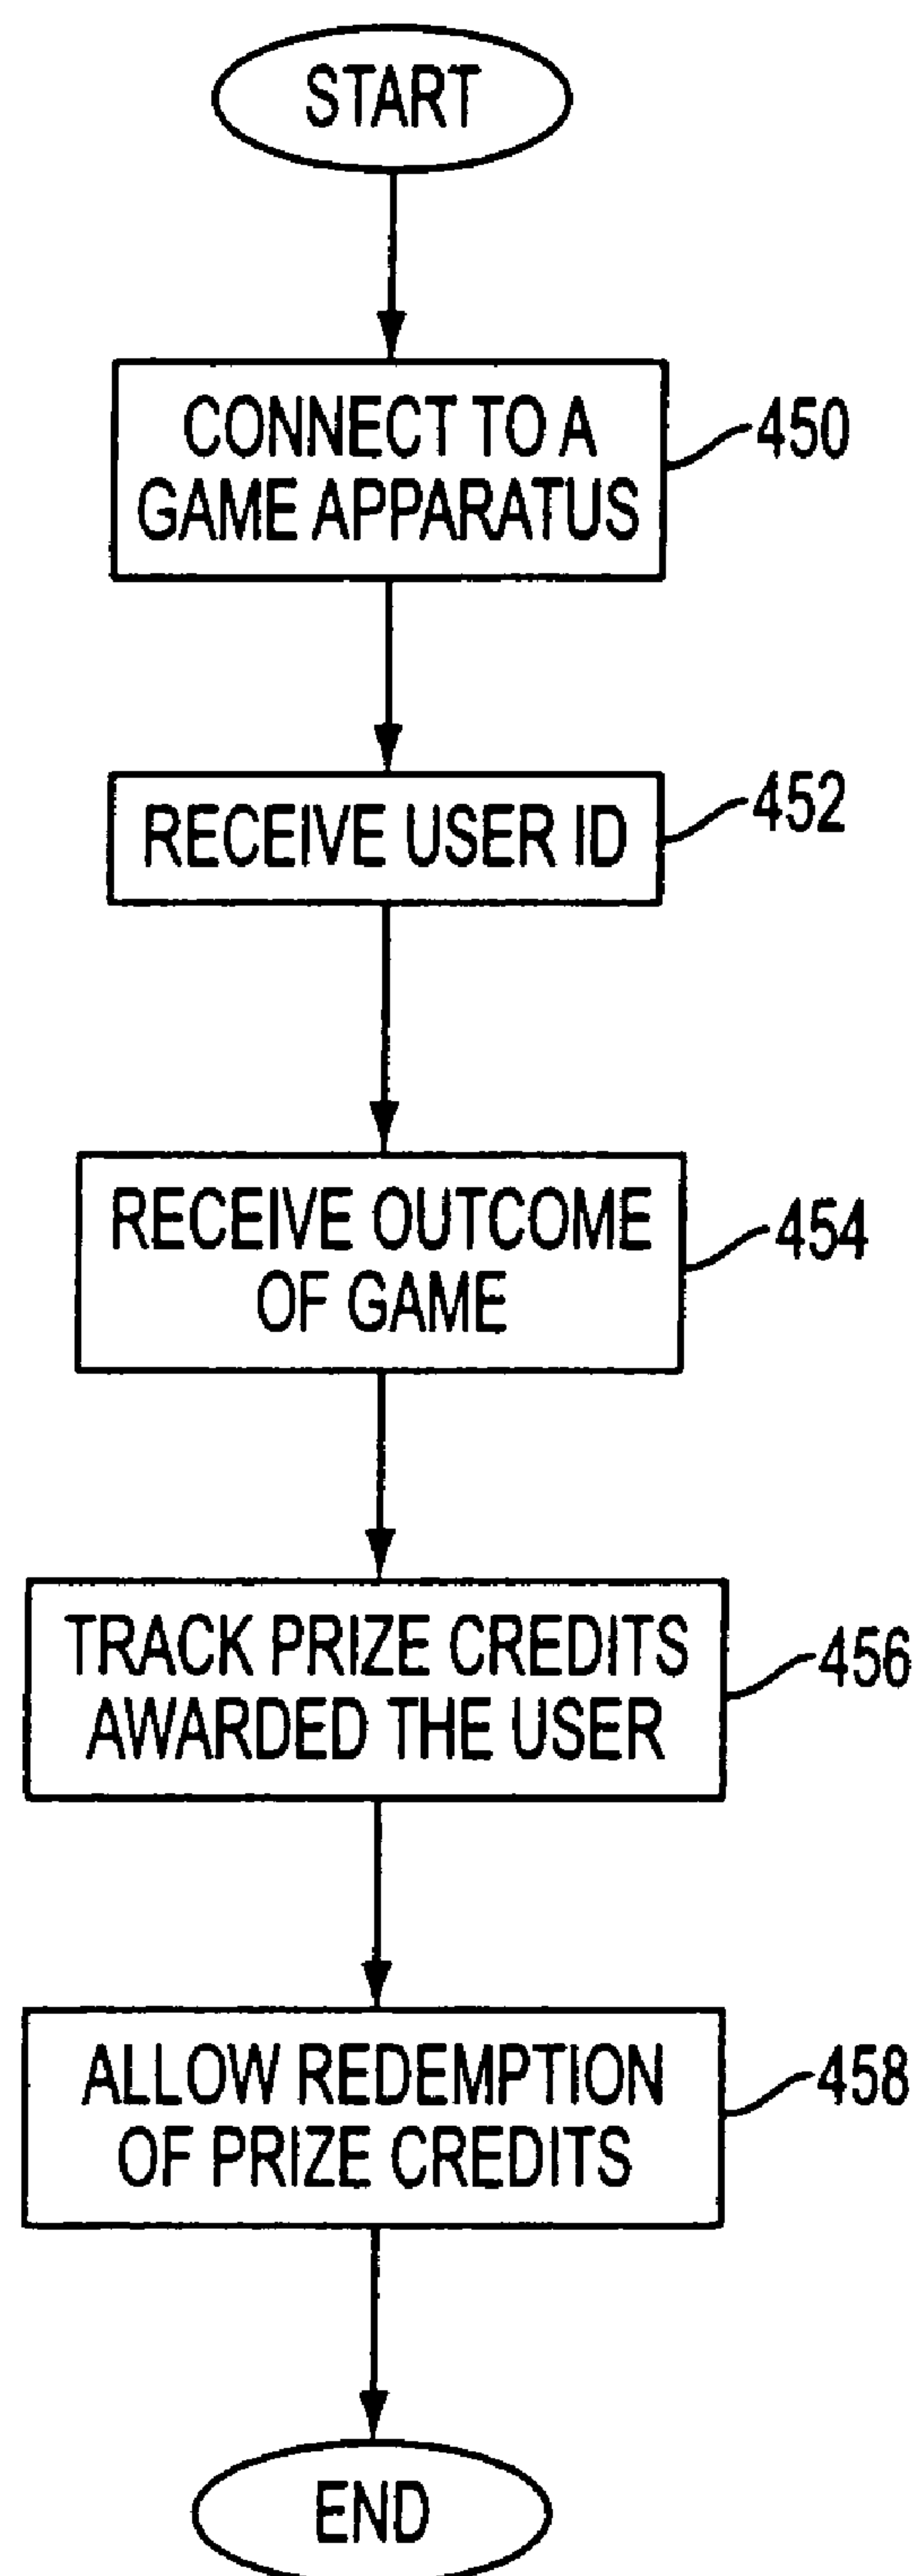 START
CONNECT TO A
GAME APPARATUS
450
RECEIVE USER ID
452
RECEIVE OUTCOME
OF GAME
454
TRACK PRIZE CREDITS
AWARDED THE USER
456
ALLOW REDEMPTION
OF PRIZE CREDITS
458
END